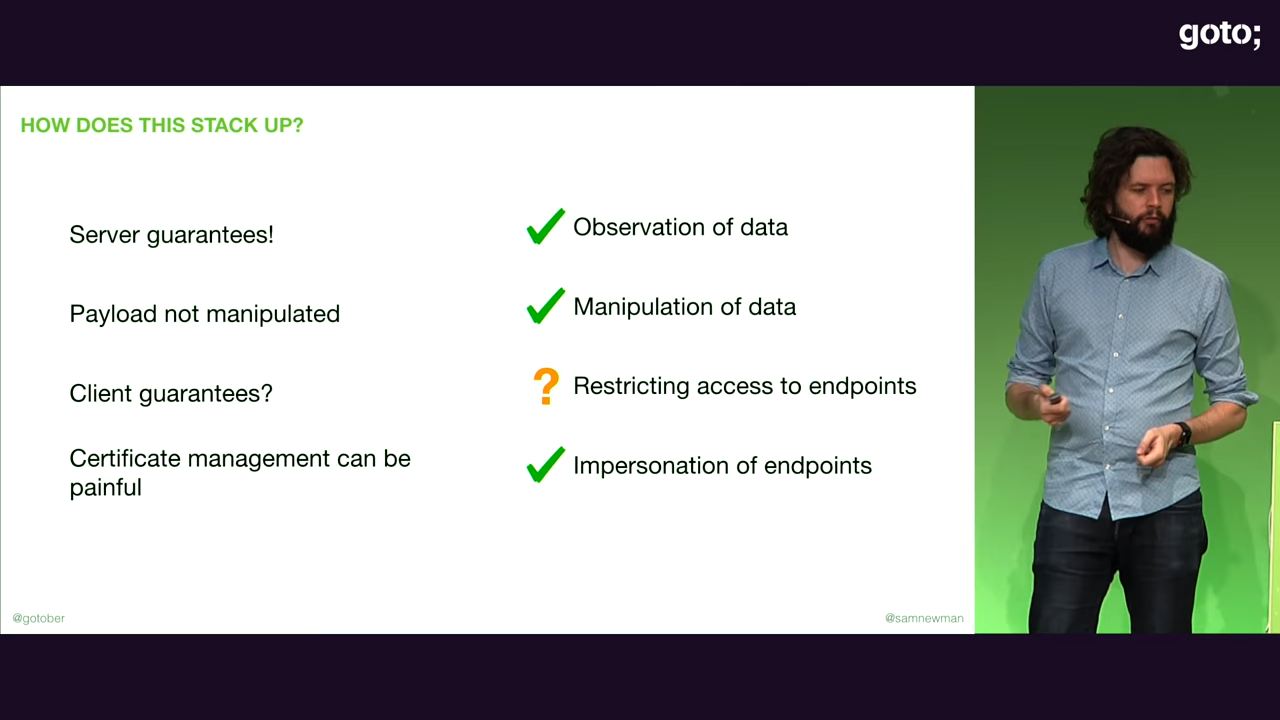 goto;
HOW DOES THIS STACK UP?
Server guarantees!
Payload not manipulated
Client guarantees?
Certificate management can be
painful
Observation of data
Manipulation of data
? Restricting access to endpoints
Impersonation of endpoints
@gotober
@samnewman